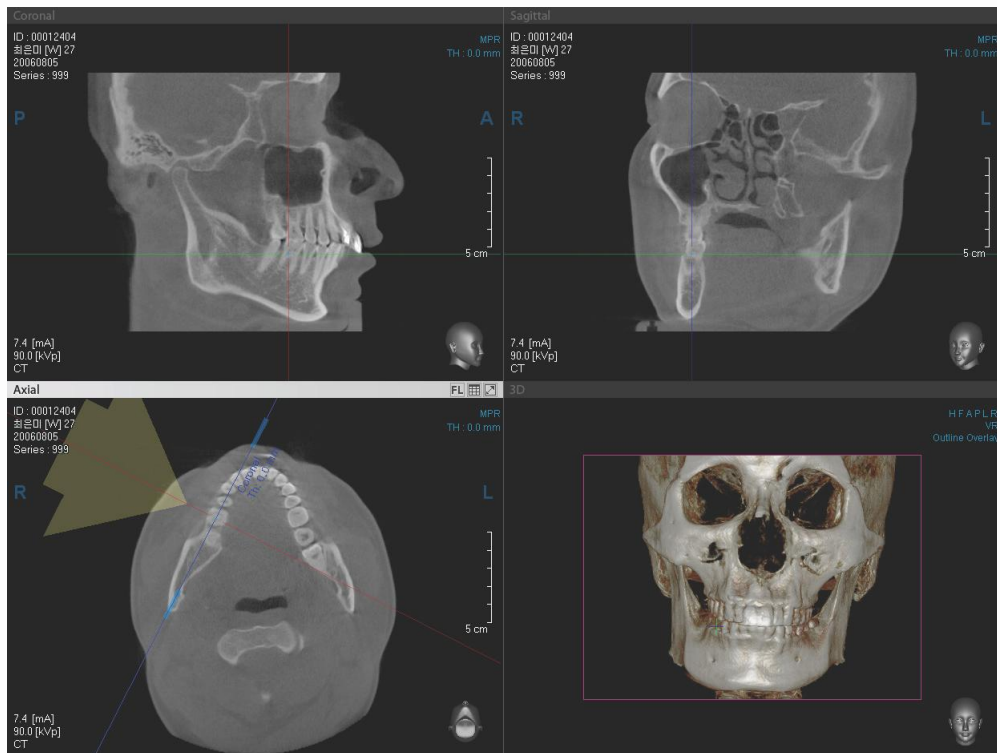 Coronal
ID : 00012404
최은미 [W] 27
20060805
Series : 999
MPR
TH : 0.0 mm
P
A
5 cm
7.4 [mA]
90.0 [kVp]
CT
Sagittal
ID : 00012404
최은미 [W] 27
20060805
Series : 999
MPR
TH : 0.0 mm
R
L
5 cm
7.4 [mA]
90.0 [kVp]
CT
Axial
FL
ID : 00012404
최은미 [W] 27
20060805
Series : 999
MPR
TH : 0.0 mm
R
L
Coronal
5 cm
7.4 [mA]
90.0 [kVp]
CT
3D
H F A P L R
VR
Outline Overlay